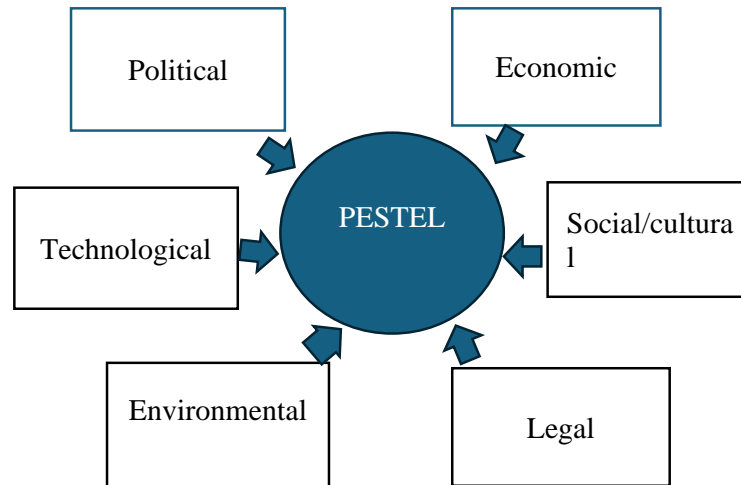 Political
Economic
PESTEL
Technological
Social/cultura
l
Environmental
Legal